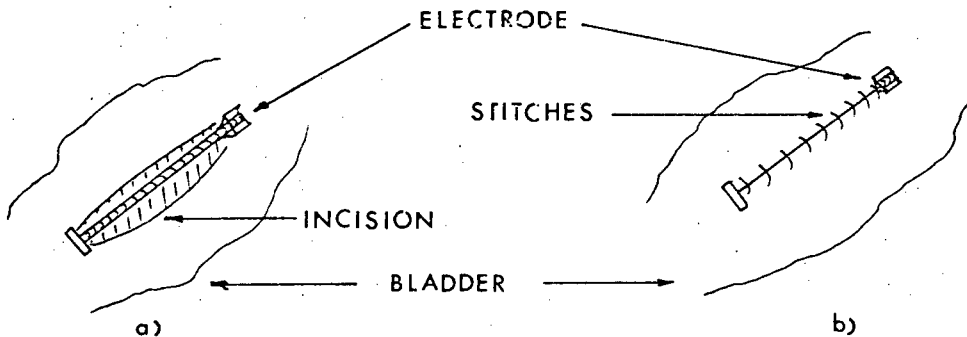 ELECTRODE
STITCHES
INCISION
BLADDER
a)
b)